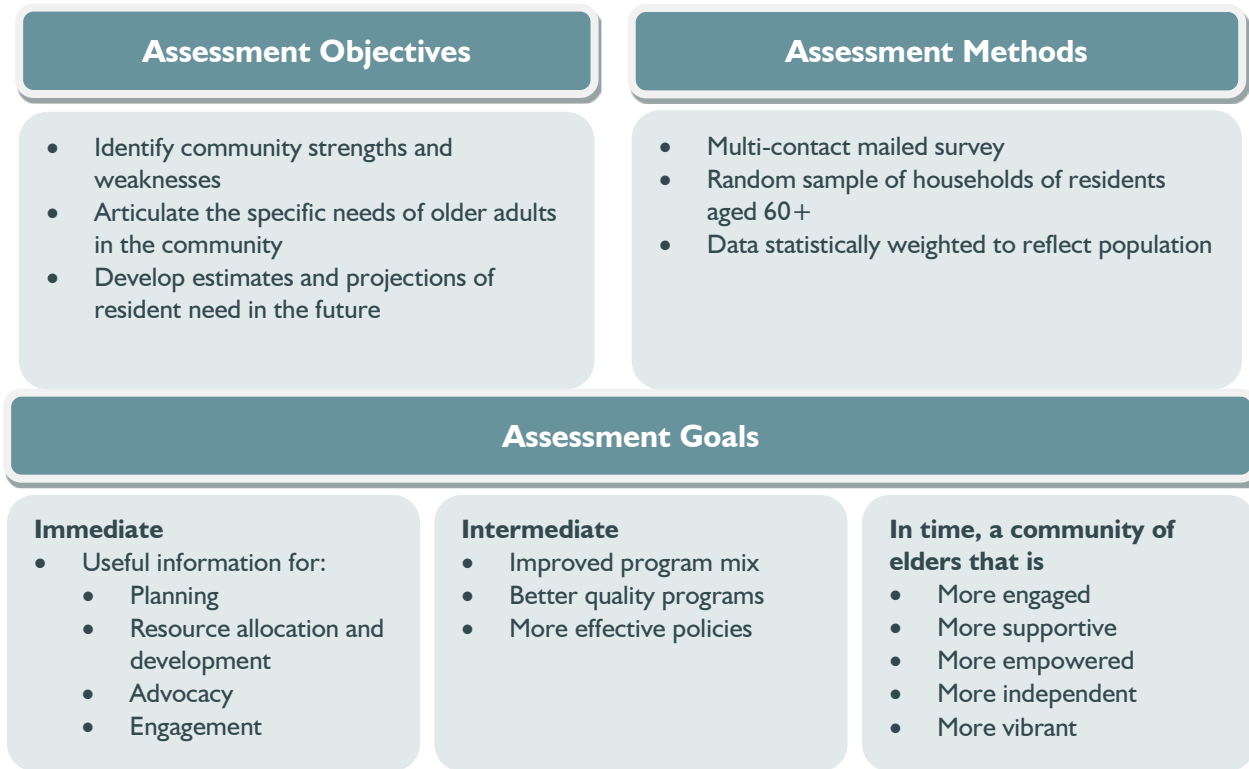 Assessment Objectives
• Identify community strengths and
weaknesses
• Articulate the specific needs of older adults
in the community
• Develop estimates and projections of
resident need in the future
Assessment Methods
• Multi-contact mailed survey
• Random sample of households of residents
aged 60+
• Data statistically weighted to reflect population
Assessment Goals
Immediate
• Useful information for:
• Planning
• Resource allocation and
development
• Advocacy
• Engagement
Intermediate
• Improved program mix
• Better quality programs
• More effective policies
In time, a community of
elders that is
• More engaged
• More supportive
• More empowered
• More independent
• More vibrant